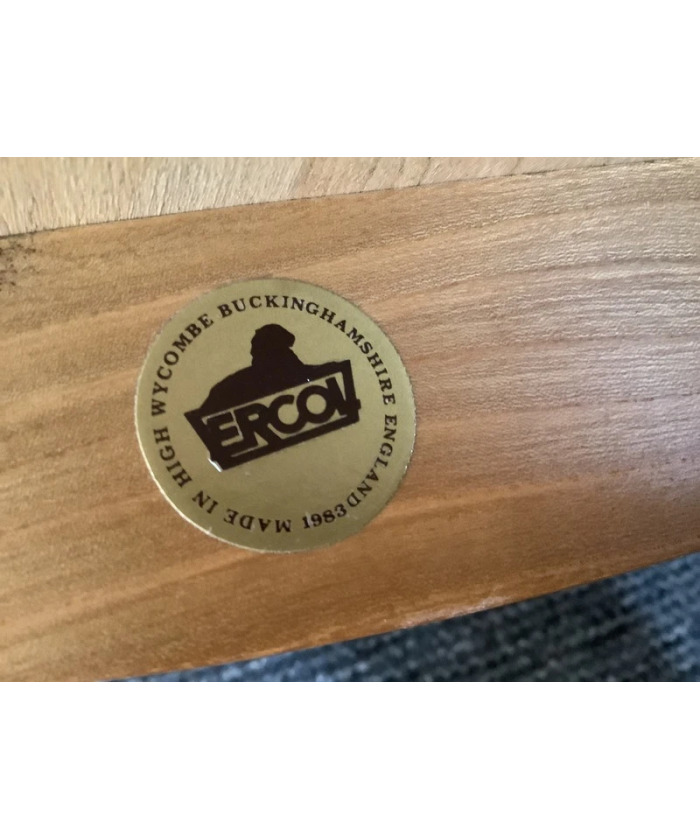 MADE IN HIGH WYCOMBE BUCKINGHAMSHIRE ENGLAND 1983
ERCOL